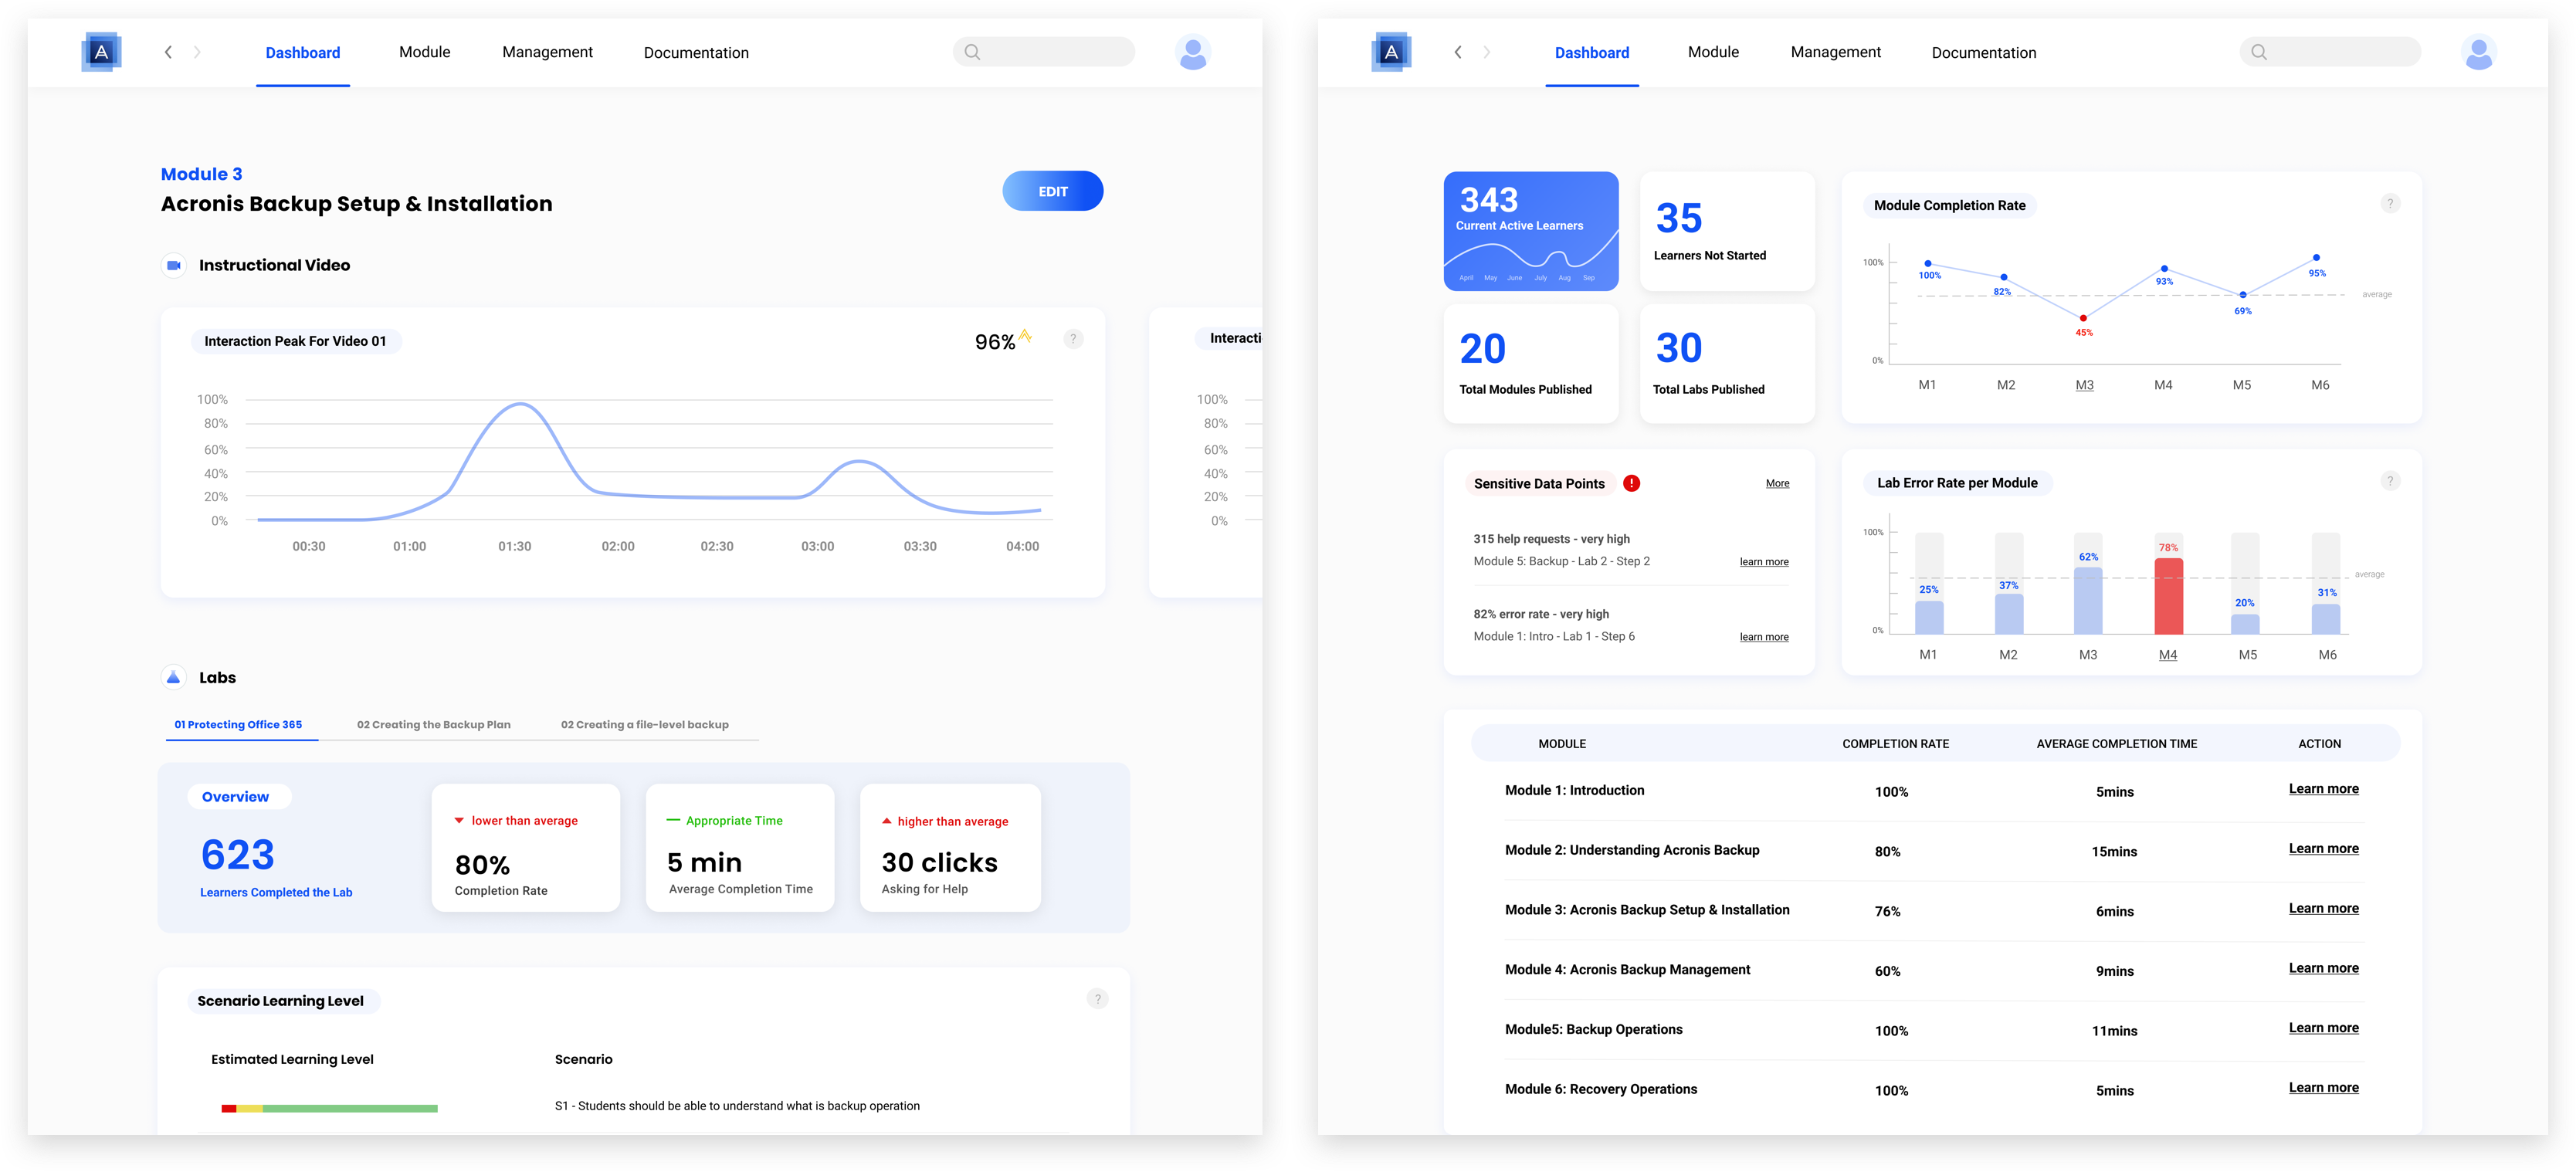 A
Dashboard Module Management Documentation
Module 3
Acronis Backup Setup & Installation
EDIT
Instructional Video
Interaction Peak For Video 01
96%
?
100%
80%
60%
40%
20%
0%
00:30 01:00 01:30 02:00 02:30 03:00 03:30 04:00
Interacti
100%
80%
60%
40%
20%
0%
Labs
01 Protecting Office 365 02 Creating the Backup Plan 02 Creating a file-level backup
Overview
623
Learners Completed the Lab
lower than average
80%
Completion Rate
Appropriate Time
5 min
Average Completion Time
higher than average
30 clicks
Asking for Help
Scenario Learning Level
?
Estimated Learning Level Scenario
S1 - Students should be able to understand what is backup operation
A
Dashboard Module Management Documentation
343
Current Active Learners
April May June July Aug Sep
35
Learners Not Started
20
Total Modules Published
30
Total Labs Published
Module Completion Rate
?
100%
0%
100%
82%
45%
93%
69%
95%
average
M1 M2 M3 M4 M5 M6
Sensitive Data Points
!
More
315 help requests - very high
Module 5: Backup - Lab 2 - Step 2
learn more
82% error rate - very high
Module 1: Intro - Lab 1 - Step 6
learn more
Lab Error Rate per Module
?
100%
0%
25%
37%
62%
78%
20%
31%
average
M1 M2 M3 M4 M5 M6
MODULE COMPLETION RATE AVERAGE COMPLETION TIME ACTION
Module 1: Introduction 100% 5mins Learn more
Module 2: Understanding Acronis Backup 80% 15mins Learn more
Module 3: Acronis Backup Setup & Installation 76% 6mins Learn more
Module 4: Acronis Backup Management 60% 9mins Learn more
Module5: Backup Operations 100% 11mins Learn more
Module 6: Recovery Operations 100% 5mins Learn more